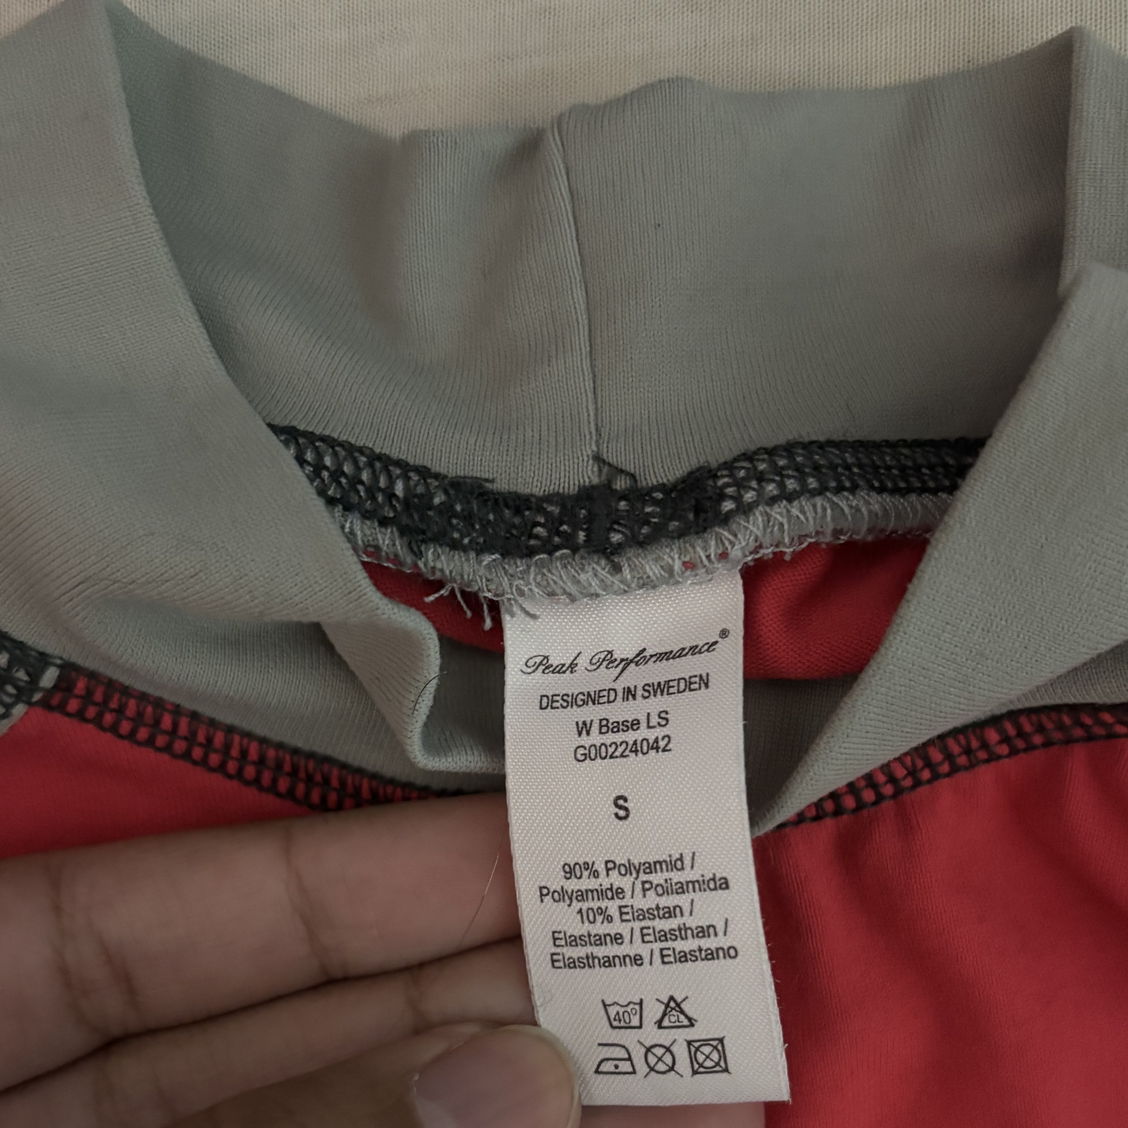 Peak Performance®
DESIGNED IN SWEDEN
W Base LS
G00224042
S
90% Polyamid /
Polyamide / Poliamida
10% Elastan /
Elastane / Elasthan /
Elasthanne / Elastano
40°
CL